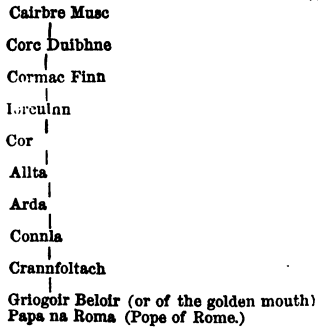 Cairbre Musc
Corc Duibhne
Cormac Finn
Cor
Allta
Arda
Connla
Crannfoltach
Griogoir Beloir (or of the golden mouth)
Papa na Roma (Pope of Rome.)